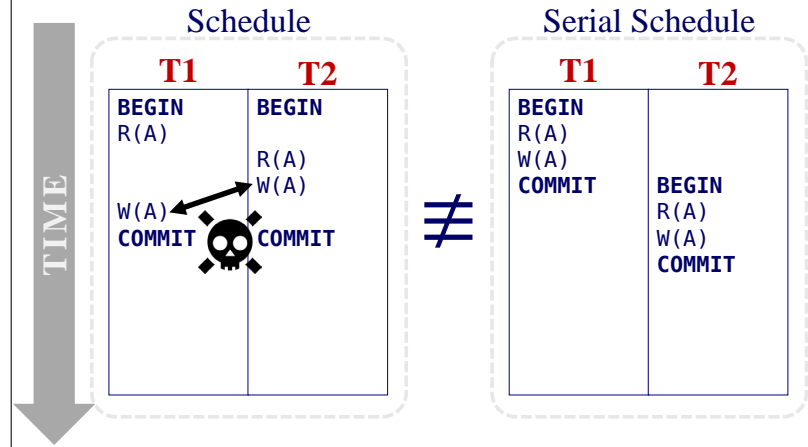 Schedule
Serial Schedule
TIME
T1 T2
BEGIN BEGIN
R(A)
R(A)
W(A)
W(A)
COMMIT COMMIT
≢
T1 T2
BEGIN
R(A)
W(A)
COMMIT BEGIN
R(A)
W(A)
COMMIT